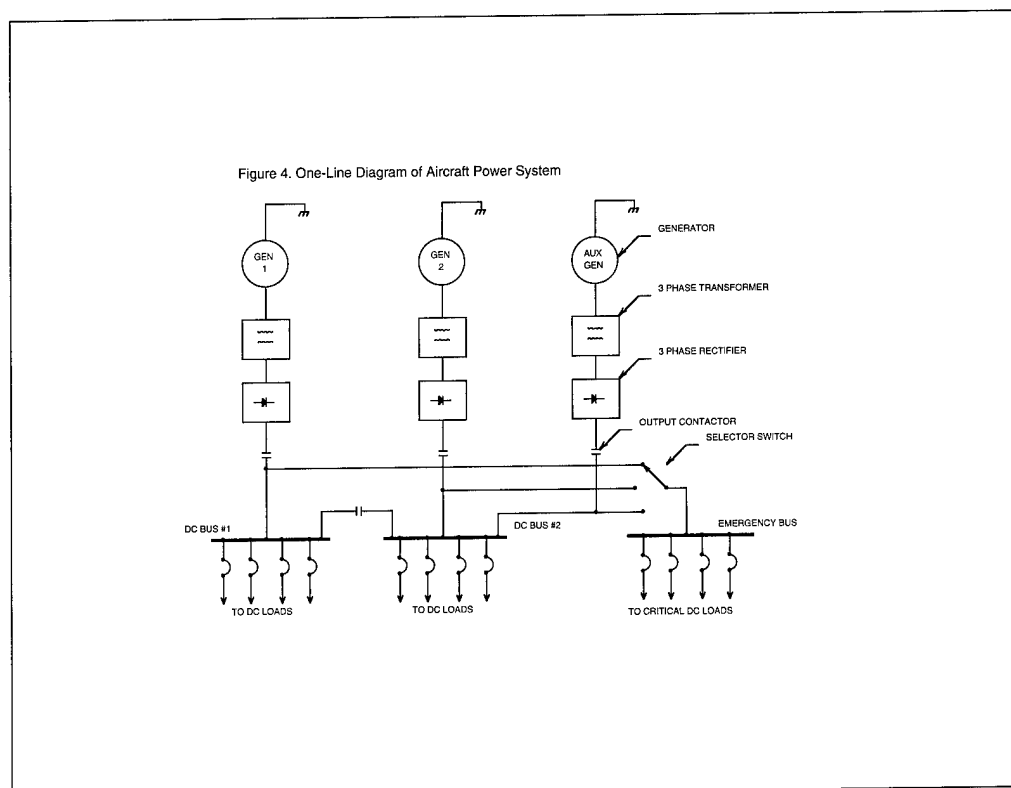 Figure 4. One-Line Diagram of Aircraft Power System
GEN
1
GEN
2
AUX
GEN
GENERATOR
3 PHASE TRANSFORMER
3 PHASE RECTIFIER
OUTPUT CONTACTOR
SELECTOR SWITCH
DC BUS #1
DC BUS #2
EMERGENCY BUS
TO DC LOADS
TO DC LOADS
TO CRITICAL DC LOADS